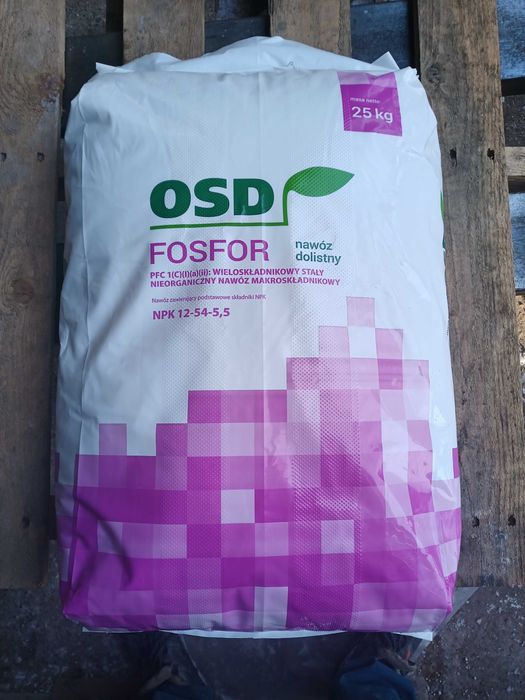 masa netto
25 kg
OSD
FOSFOR
nawóz
dolistny
PFC 1(C)(I)(a)(ii): WIELOSKŁADNIKOWY STAŁY
NIEORGANICZNY NAWÓZ MAKROSKŁADNIKOWY
Nawóz zawierający podstawowe składniki NPK
NPK 12-54-5,5